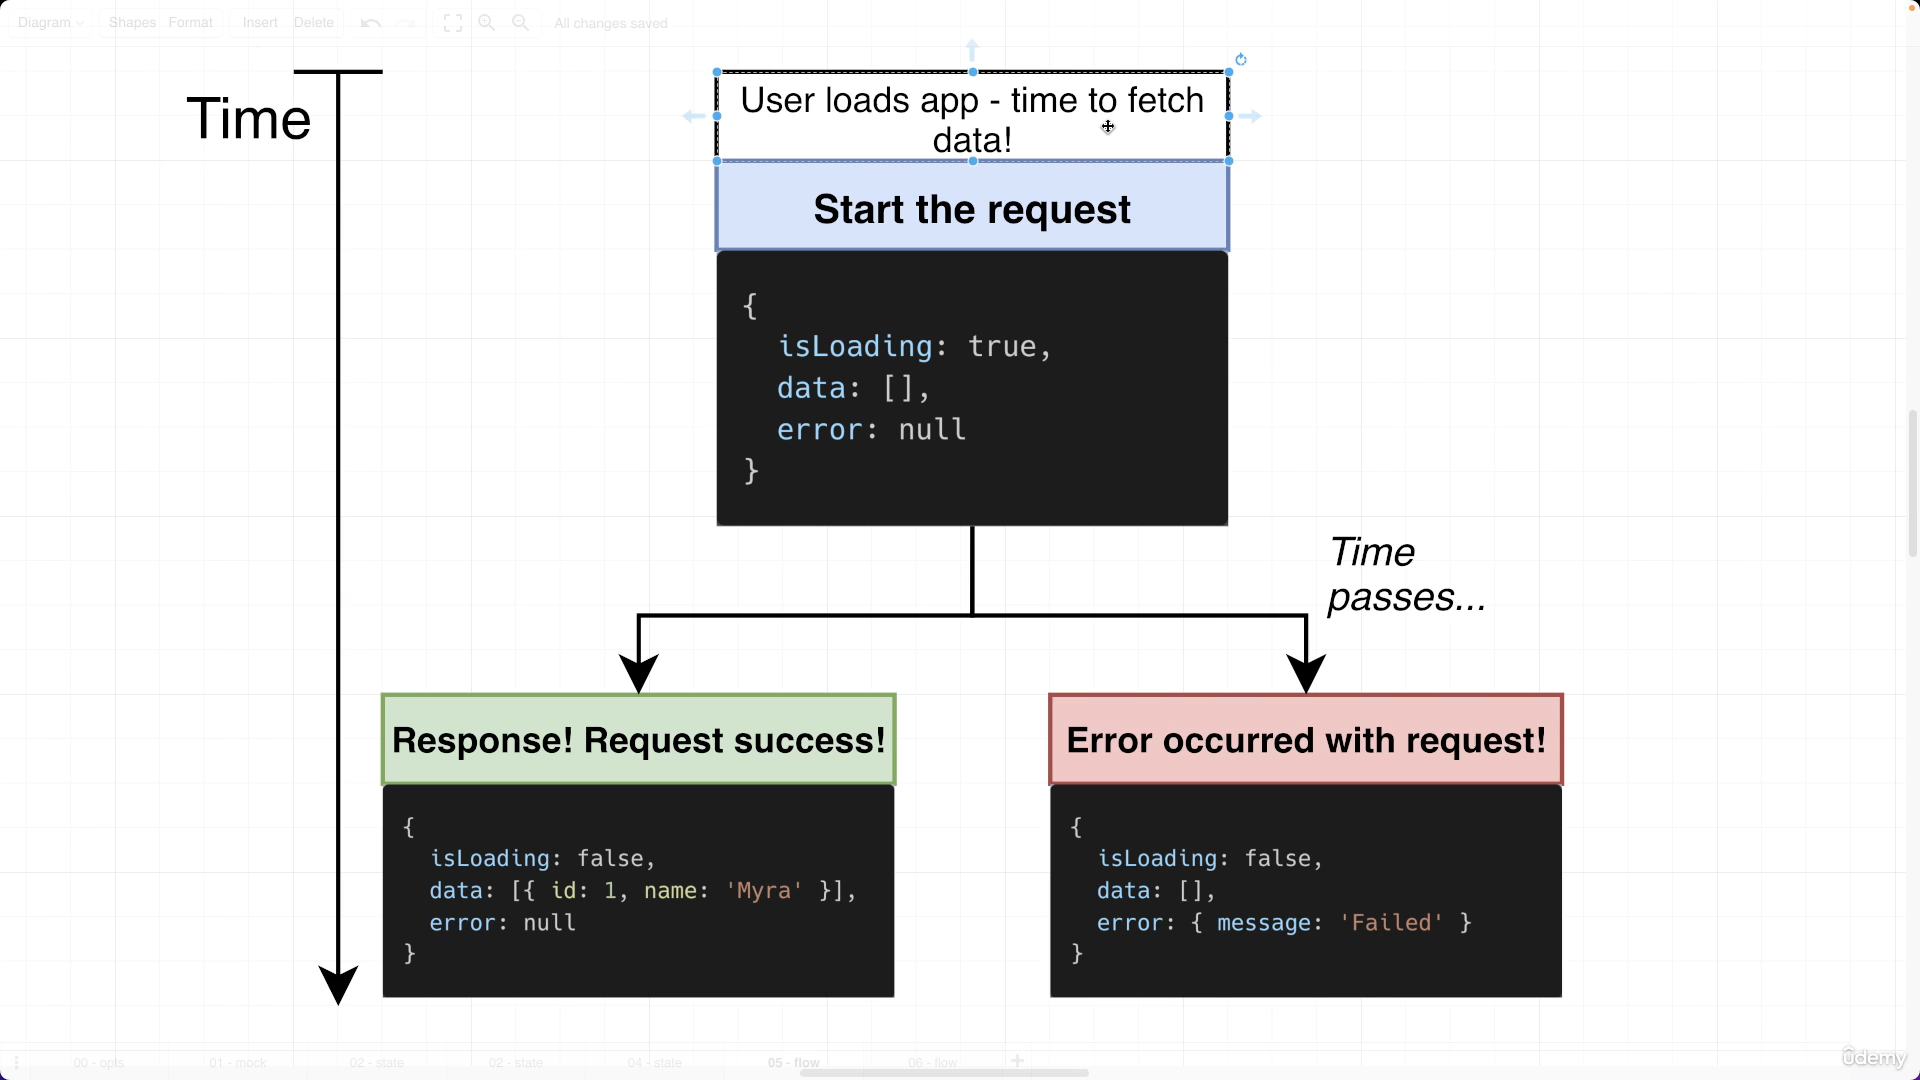 Diagram
Shapes
Format
Insert
Delete
All changes saved
Time
User loads app - time to fetch
data!
Start the request
{
isLoading: true,
data: [],
error: null
}
Time
passes...
Response! Request success!
{
isLoading: false,
data: [{ id: 1, name: 'Myra' }],
error: null
}
Error occurred with request!
{
isLoading: false,
data: [],
error: { message: 'Failed' }
}
00 - opts
01 - mock
02 - state
02 - state
04 - state
05 - flow
06 - flow
ûdemy